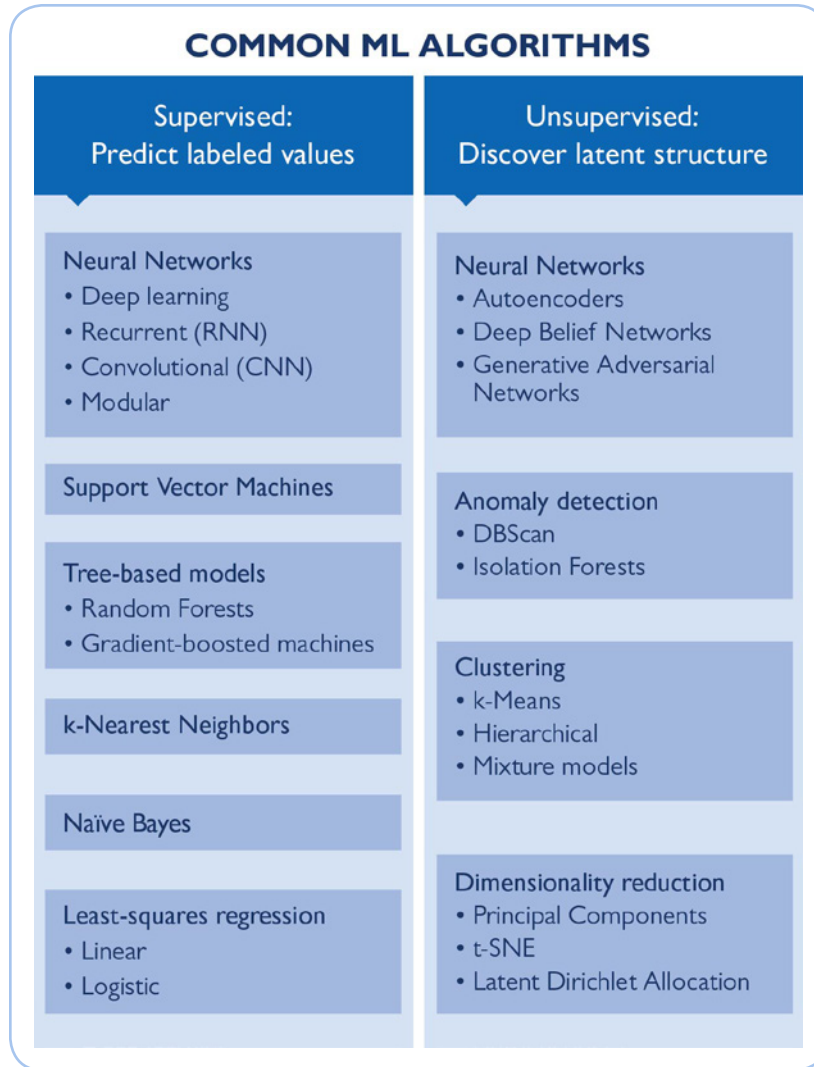 COMMON ML ALGORITHMS
Supervised:
Predict labeled values
Neural Networks
• Deep learning
• Recurrent (RNN)
• Convolutional (CNN)
• Modular
Support Vector Machines
Tree-based models
• Random Forests
• Gradient-boosted machines
k-Nearest Neighbors
Naïve Bayes
Least-squares regression
• Linear
• Logistic
Unsupervised:
Discover latent structure
Neural Networks
• Autoencoders
• Deep Belief Networks
• Generative Adversarial
Networks
Anomaly detection
• DBScan
• Isolation Forests
Clustering
• k-Means
• Hierarchical
• Mixture models
Dimensionality reduction
• Principal Components
• t-SNE
• Latent Dirichlet Allocation